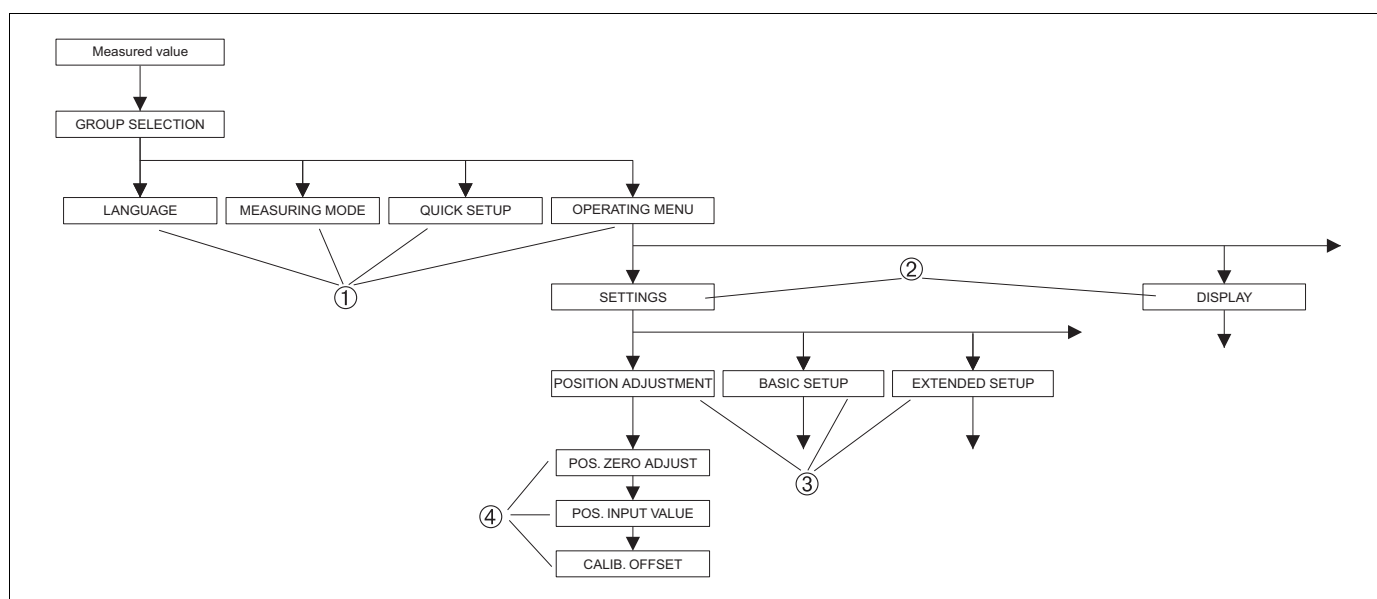 Measured value
GROUP SELECTION
LANGUAGE
MEASURING MODE
QUICK SETUP
OPERATING MENU
1
2
SETTINGS
DISPLAY
POSITION ADJUSTMENT
BASIC SETUP
EXTENDED SETUP
3
POS. ZERO ADJUST
4
POS. INPUT VALUE
CALIB. OFFSET